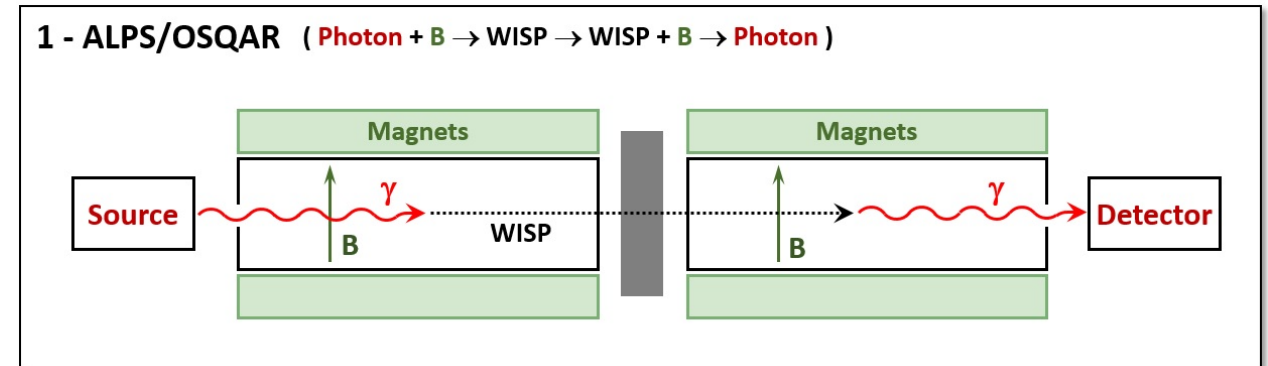 1 - ALPS/OSQAR ( Photon + B → WISP → WISP + B → Photon )
Magnets Magnets
Source γ WISP B γ B Detector